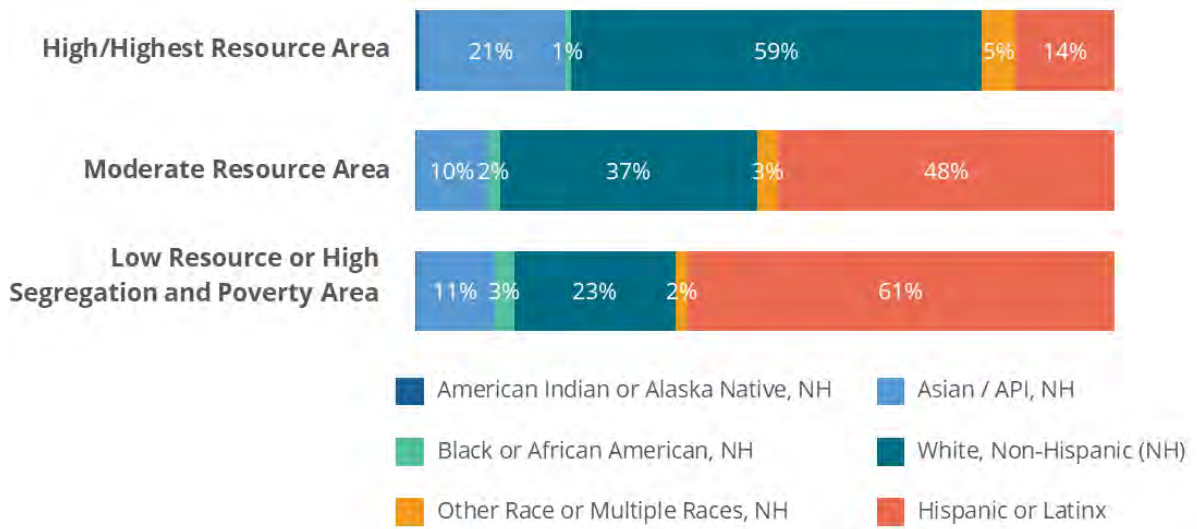 High/Highest Resource Area
21% 1% 59% 5% 14%
Moderate Resource Area
10% 2% 37% 3% 48%
Low Resource or High
Segregation and Poverty Area
11% 3% 23% 2% 61%
American Indian or Alaska Native, NH
Asian / API, NH
Black or African American, NH
White, Non-Hispanic (NH)
Other Race or Multiple Races, NH
Hispanic or Latinx